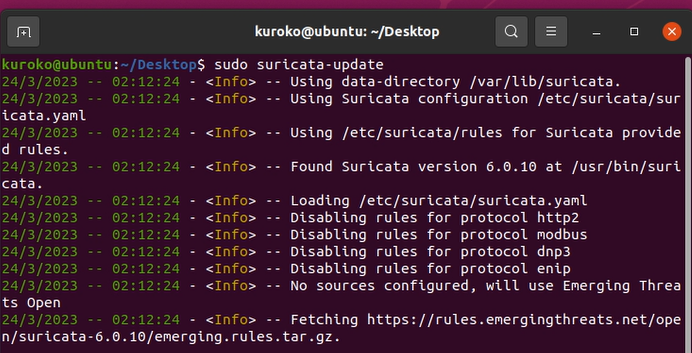 kuroko@ubuntu: ~/Desktop
kuroko@ubuntu:~/Desktop$ sudo suricata-update
24/3/2023 -- 02:12:24 - <Info> -- Using data-directory /var/lib/suricata.
24/3/2023 -- 02:12:24 - <Info> -- Using Suricata configuration /etc/suricata/sur
icata.yaml
24/3/2023 -- 02:12:24 - <Info> -- Using /etc/suricata/rules for Suricata provide
d rules.
24/3/2023 -- 02:12:24 - <Info> -- Found Suricata version 6.0.10 at /usr/bin/suri
cata.
24/3/2023 -- 02:12:24 - <Info> -- Loading /etc/suricata/suricata.yaml
24/3/2023 -- 02:12:24 - <Info> -- Disabling rules for protocol http2
24/3/2023 -- 02:12:24 - <Info> -- Disabling rules for protocol modbus
24/3/2023 -- 02:12:24 - <Info> -- Disabling rules for protocol dnp3
24/3/2023 -- 02:12:24 - <Info> -- Disabling rules for protocol enip
24/3/2023 -- 02:12:24 - <Info> -- No sources configured, will use Emerging Threa
ts Open
24/3/2023 -- 02:12:24 - <Info> -- Fetching https://rules.emergingthreats.net/ope
n/suricata-6.0.10/emerging.rules.tar.gz.